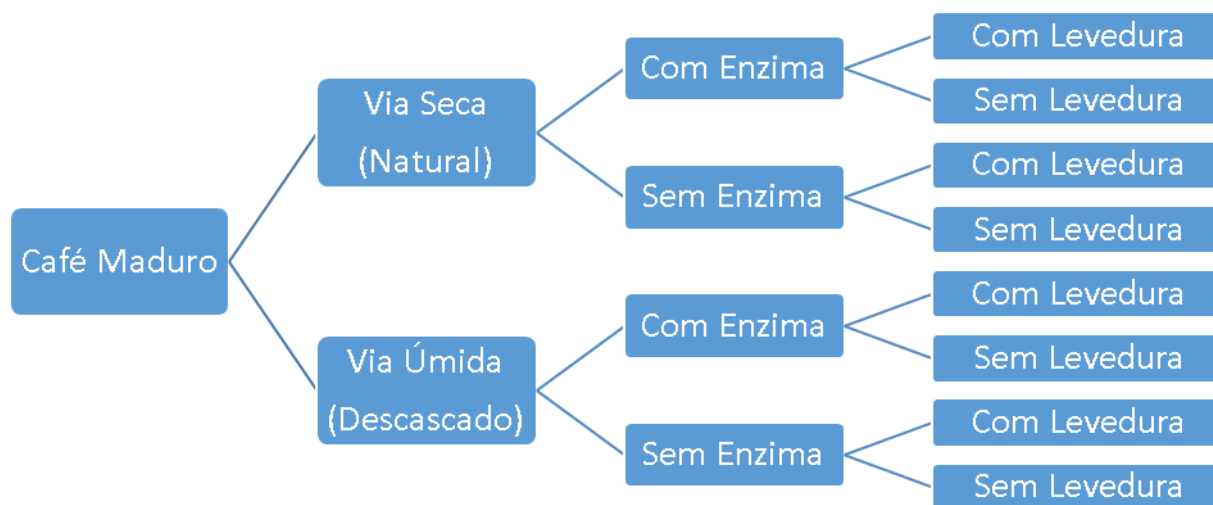 Café Maduro
Via Seca
(Natural)
Com Enzima
Com Levedura
Sem Levedura
Sem Enzima
Com Levedura
Sem Levedura
Via Úmida
(Descascado)
Com Enzima
Com Levedura
Sem Levedura
Sem Enzima
Com Levedura
Sem Levedura